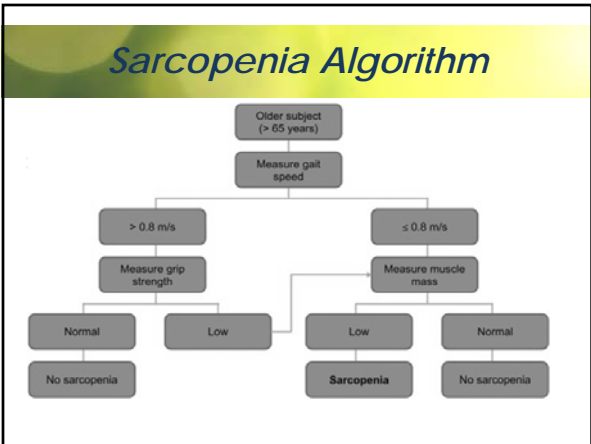 Sarcopenia Algorithm
Older subject
(> 65 years)
Measure gait
speed
> 0.8 m/s
≤ 0.8 m/s
Measure grip
strength
Measure muscle
mass
Normal
Low
Low
Normal
No sarcopenia
Sarcopenia
No sarcopenia